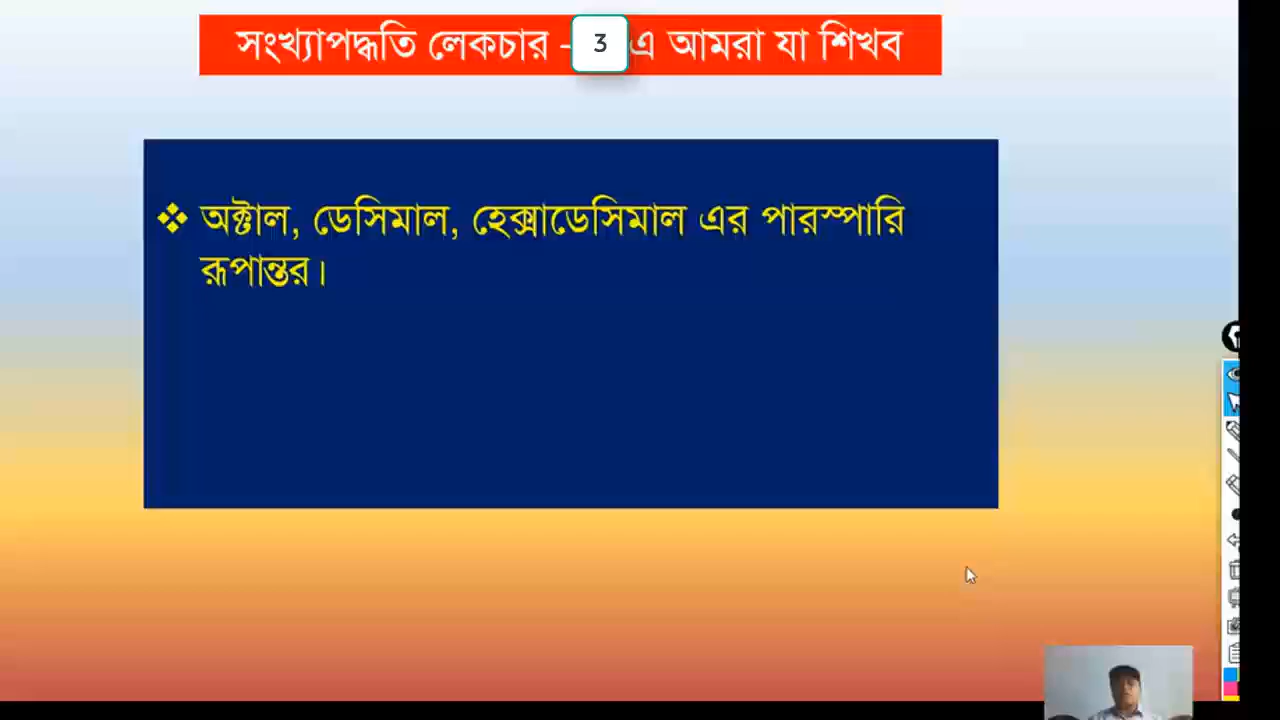 সংখ্যাপদ্ধতি লেকচার - 3 এ আমরা যা শিখব
❖ অক্টাল, ডেসিমাল, হেক্সাডেসিমাল এর পারস্পারি
রূপান্তর।